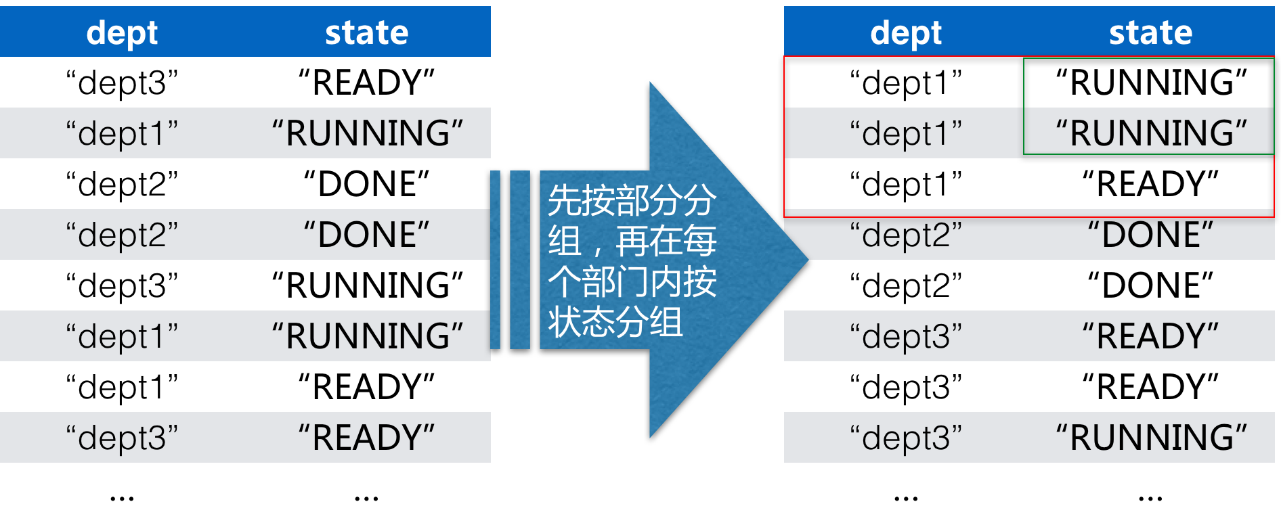 dept state
“dept3” “READY”
“dept1” “RUNNING”
“dept2” “DONE”
“dept2” “DONE”
“dept3” “RUNNING”
“dept1” “RUNNING”
“dept1” “READY”
“dept3” “READY”
... ...
先按部分分
组，再在每
个部门内按
状态分组
dept state
“dept1” “RUNNING”
“dept1” “RUNNING”
“dept1” “READY”
“dept2” “DONE”
“dept2” “DONE”
“dept3” “READY”
“dept3” “READY”
“dept3” “RUNNING”
... ...